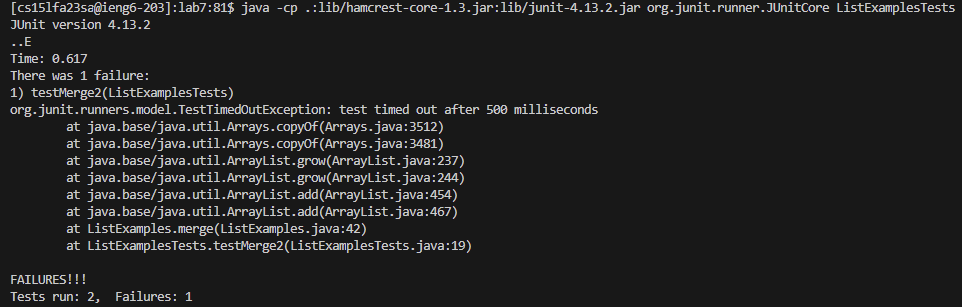 [cs15lfa23sa@ieng6-203]:lab7:81$ java -cp .:lib/hamcrest-core-1.3.jar:lib/junit-4.13.2.jar org.junit.runner.JUnitCore ListExamplesTests
JUnit version 4.13.2
..E
Time: 0.617
There was 1 failure:
1) testMerge2(ListExamplesTests)
org.junit.runners.model.TestTimedOutException: test timed out after 500 milliseconds
        at java.base/java.util.Arrays.copyOf(Arrays.java:3512)
        at java.base/java.util.Arrays.copyOf(Arrays.java:3481)
        at java.base/java.util.ArrayList.grow(ArrayList.java:237)
        at java.base/java.util.ArrayList.grow(ArrayList.java:244)
        at java.base/java.util.ArrayList.add(ArrayList.java:454)
        at java.base/java.util.ArrayList.add(ArrayList.java:467)
        at ListExamples.merge(ListExamples.java:42)
        at ListExamplesTests.testMerge2(ListExamplesTests.java:19)

FAILURES!!!
Tests run: 2,  Failures: 1